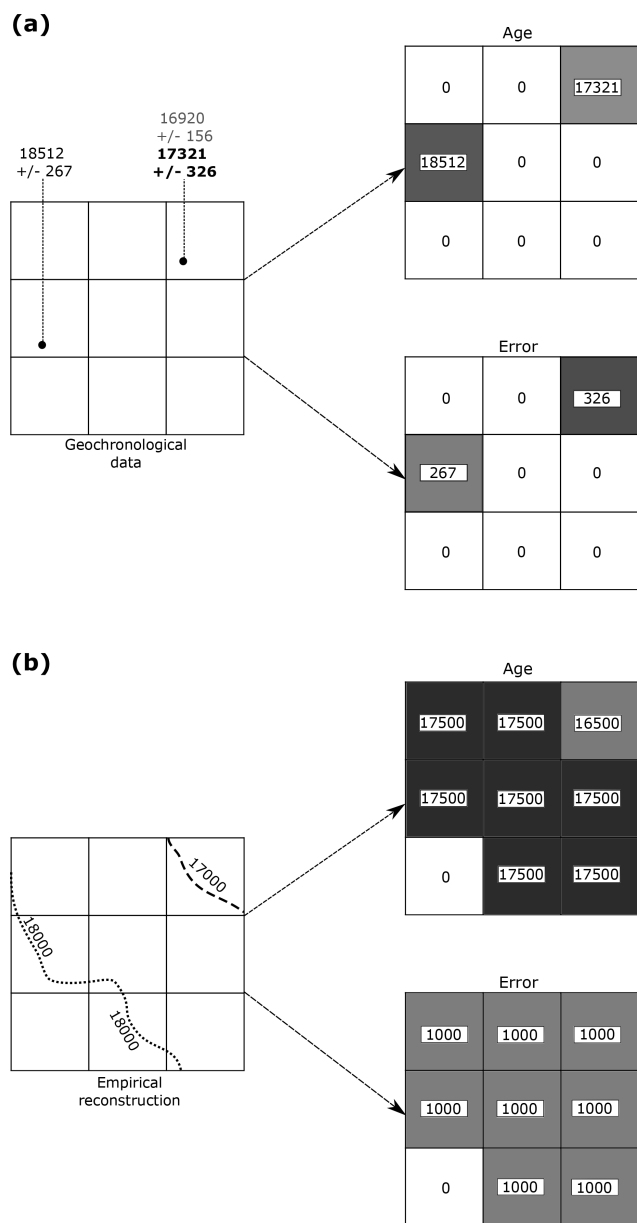 (a)
Age
16920
+/- 156
17321
+/- 326
18512
+/- 267
0 0 17321
18512 0 0
0 0 0
Geochronological
data
Error
0 0 326
267 0 0
0 0 0
(b)
Age
17500 17500 16500
17500 17500 17500
0 17500 17500
17000
18000
18000
Empirical
reconstruction
Error
1000 1000 1000
1000 1000 1000
0 1000 1000